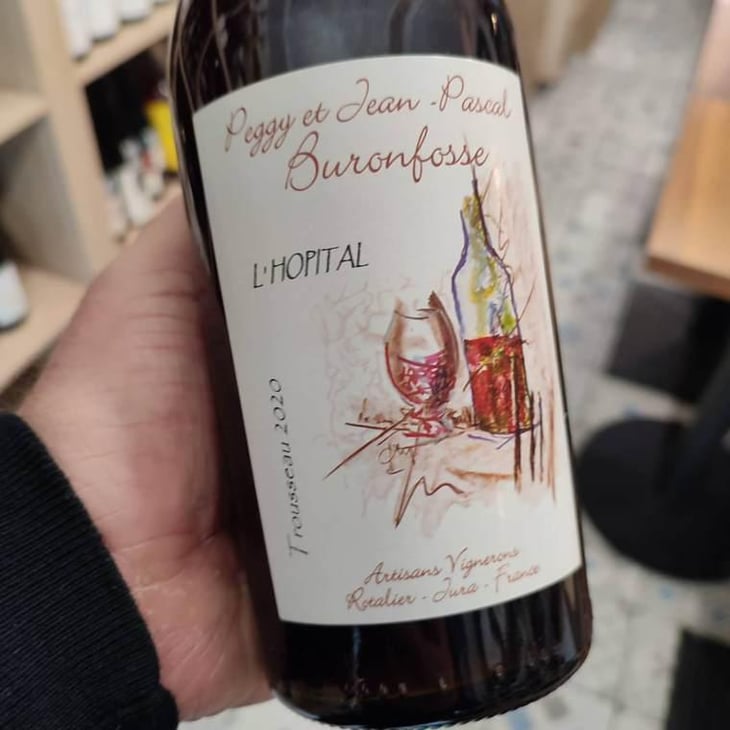 Peggy et Jean-Pascal
Buronfosse
L'HOPITAL
Trousseau 2020
Artisans Vignerons
Rotalier - Jura - France